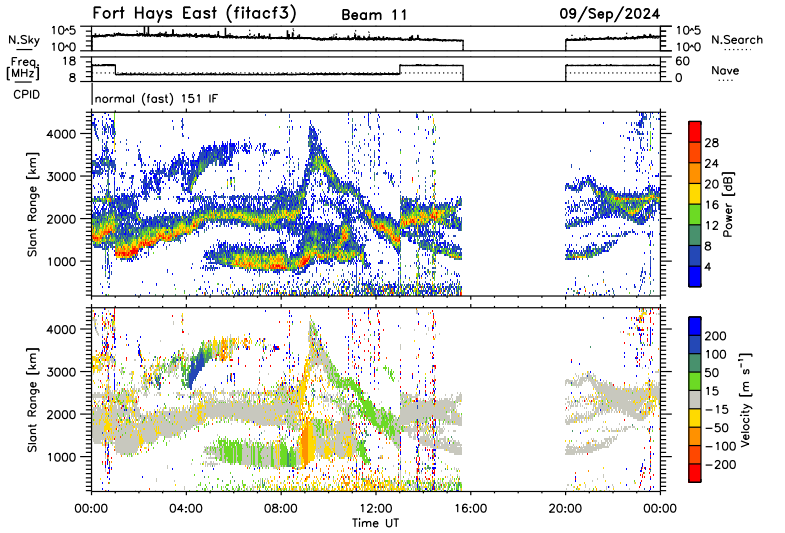 Fort Hays East (fitacf3) Beam 11 09/Sep/2024
N.Sky 10^5 10^0 10^5 10^0 N.Search
Freq. [MHz] 18 8 60 0 Nave
CPID normal (fast) 151 IF
Slant Range [km] 4000 3000 2000 1000
28 24 20 16 12 8 4 Power [dB]
Slant Range [km] 4000 3000 2000 1000
200 100 50 15 -15 -50 -100 -200 Velocity [m s⁻¹]
00:00 04:00 08:00 12:00 16:00 20:00 00:00
Time UT